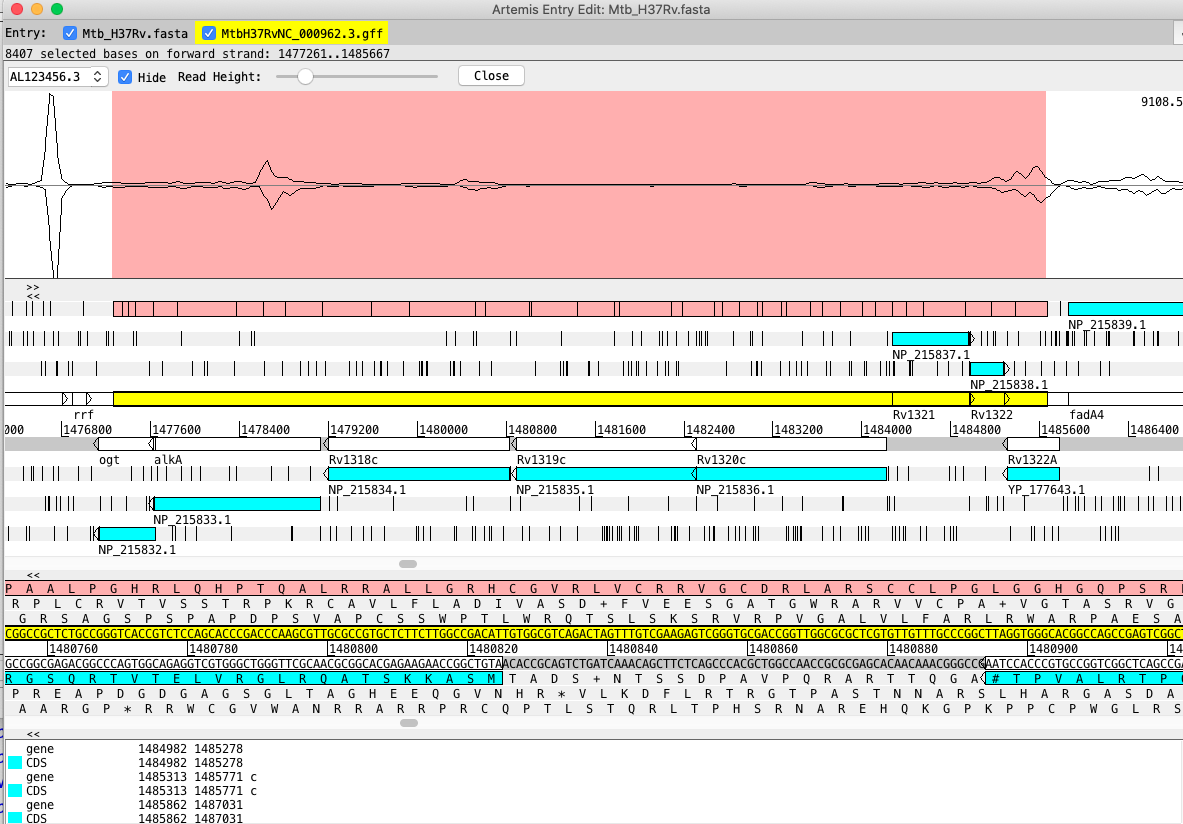 Artemis Entry Edit: Mtb_H37Rv.fasta
Entry: Mtb_H37Rv.fasta MtbH37RvNC_000962.3.gff
8407 selected bases on forward strand: 1477261..1485667
AL123456.3 Hide Read Height: Close
9108.5
>>
<<
NP_215839.1
NP_215837.1
NP_215838.1
rrf Rv1321 Rv1322 fadA4
000 1476800 1477600 1478400 1479200 1480000 1480800 1481600 1482400 1483200 1484000 1484800 1485600 1486400
ogt alkA Rv1318c Rv1319c Rv1320c Rv1322A
NP_215834.1 NP_215835.1 NP_215836.1 YP_177643.1
NP_215833.1
NP_215832.1
<<
P A A L P G H R L Q H P T Q A L R R A L L G R H C G V R L V C R R V G C D R L A R S C C L P G L G G H G Q P S R
R P L C R V T V S S T R P K R C A V L F L A D I V A S D + F V E E S G A T G W R A R V V C P A + V G T A S R V G
G R S A G S P S P A P D P S V A P C S S W P T L W R Q T S L S K S R V R P V G A L V L F A R L R W A R P A E S A
1480760 1480780 1480800 1480820 1480840 1480860 1480880 1480900 14
R G S Q R T V T E L V R G L R Q A T S K K A S M T A D S + N T S S D P A V P Q R A R T T Q G A # T P V A L R T P
P R E A P D G D G A G S G L T A G H E E Q G V N H R * V L K D F L R T R G T P A S T N N A R S L H A R G A S D A
A A R G P * R R W C G V W A N R R A R R P R C Q P T L S T Q R L T P H S R N A R E H Q K G P K P P C P W G L R S
<<
gene 1484982 1485278
CDS 1484982 1485278
gene 1485313 1485771 c
CDS 1485313 1485771 c
gene 1485862 1487031
CDS 1485862 1487031